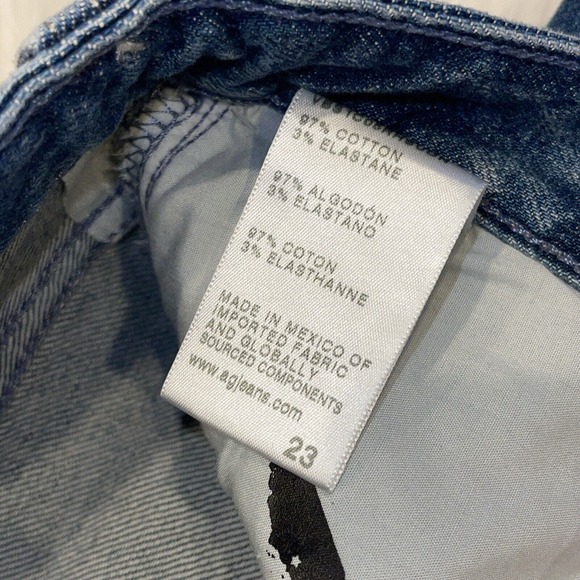 97% COTTON
3% ELASTANE
97% ALGODÓN
3% ELASTANO
97% COTON
3% ELASTHANNE
MADE IN MEXICO OF
IMPORTED FABRIC
AND GLOBALLY
SOURCED COMPONENTS
www.agjeans.com
23